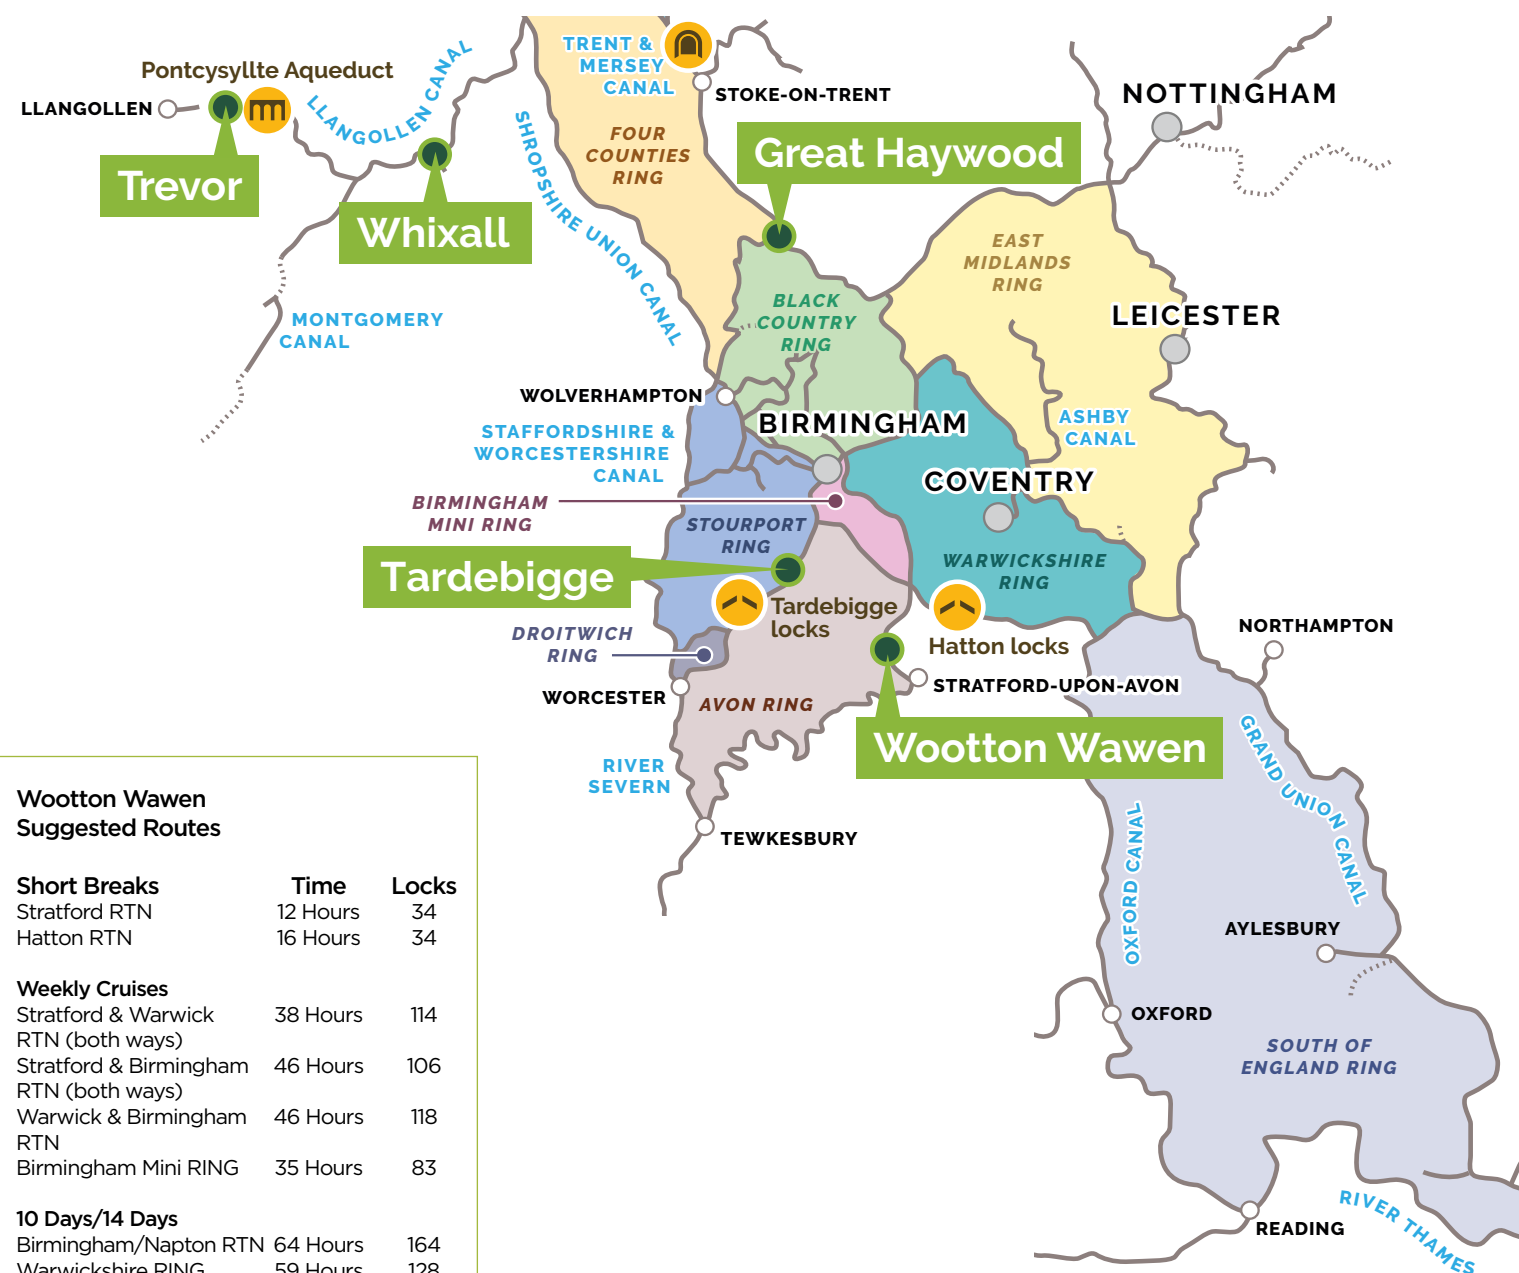 TRENT &
MERSEY
CANAL
Pontcysyllte Aqueduct
LLANGOLLEN
LLANGOLLEN CANAL
STOKE-ON-TRENT
NOTTINGHAM
FOUR
COUNTIES
RING
Great Haywood
Trevor
Whixall
SHROPSHIRE UNION CANAL
EAST
MIDLANDS
RING
BLACK
COUNTRY
RING
LEICESTER
MONTGOMERY
CANAL
WOLVERHAMPTON
BIRMINGHAM
ASHBY
CANAL
STAFFORDSHIRE &
WORCESTERSHIRE
CANAL
COVENTRY
BIRMINGHAM
MINI RING
STOURPORT
RING
Tardebigge
WARWICKSHIRE
RING
Tardebigge
locks
DROITWICH
RING
Hatton locks
NORTHAMPTON
WORCESTER
STRATFORD-UPON-AVON
AVON RING
Wootton Wawen
RIVER
SEVERN
GRAND UNION CANAL
TEWKESBURY
OXFORD CANAL
AYLESBURY
OXFORD
SOUTH OF
ENGLAND RING
READING
RIVER THAMES
Wootton Wawen
Suggested Routes
Short Breaks Time Locks
Stratford RTN 12 Hours 34
Hatton RTN 16 Hours 34
Weekly Cruises
Stratford & Warwick 38 Hours 114
RTN (both ways)
Stratford & Birmingham 46 Hours 106
RTN (both ways)
Warwick & Birmingham 46 Hours 118
RTN
Birmingham Mini RING 35 Hours 83
10 Days/14 Days
Birmingham/Napton RTN 64 Hours 164
Warwickshire RING 59 Hours 128